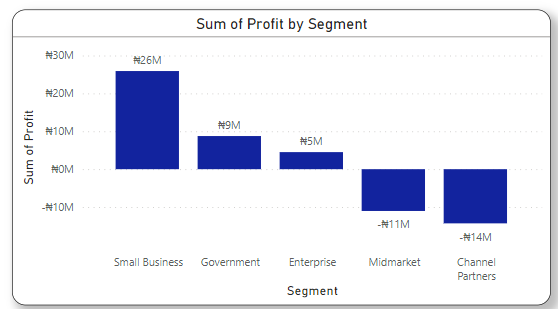 Sum of Profit by Segment
Sum of Profit
₦30M
₦20M
₦10M
₦0M
-₦10M
₦26M
₦9M
₦5M
-₦11M
-₦14M
Small Business
Government
Enterprise
Midmarket
Channel
Partners
Segment